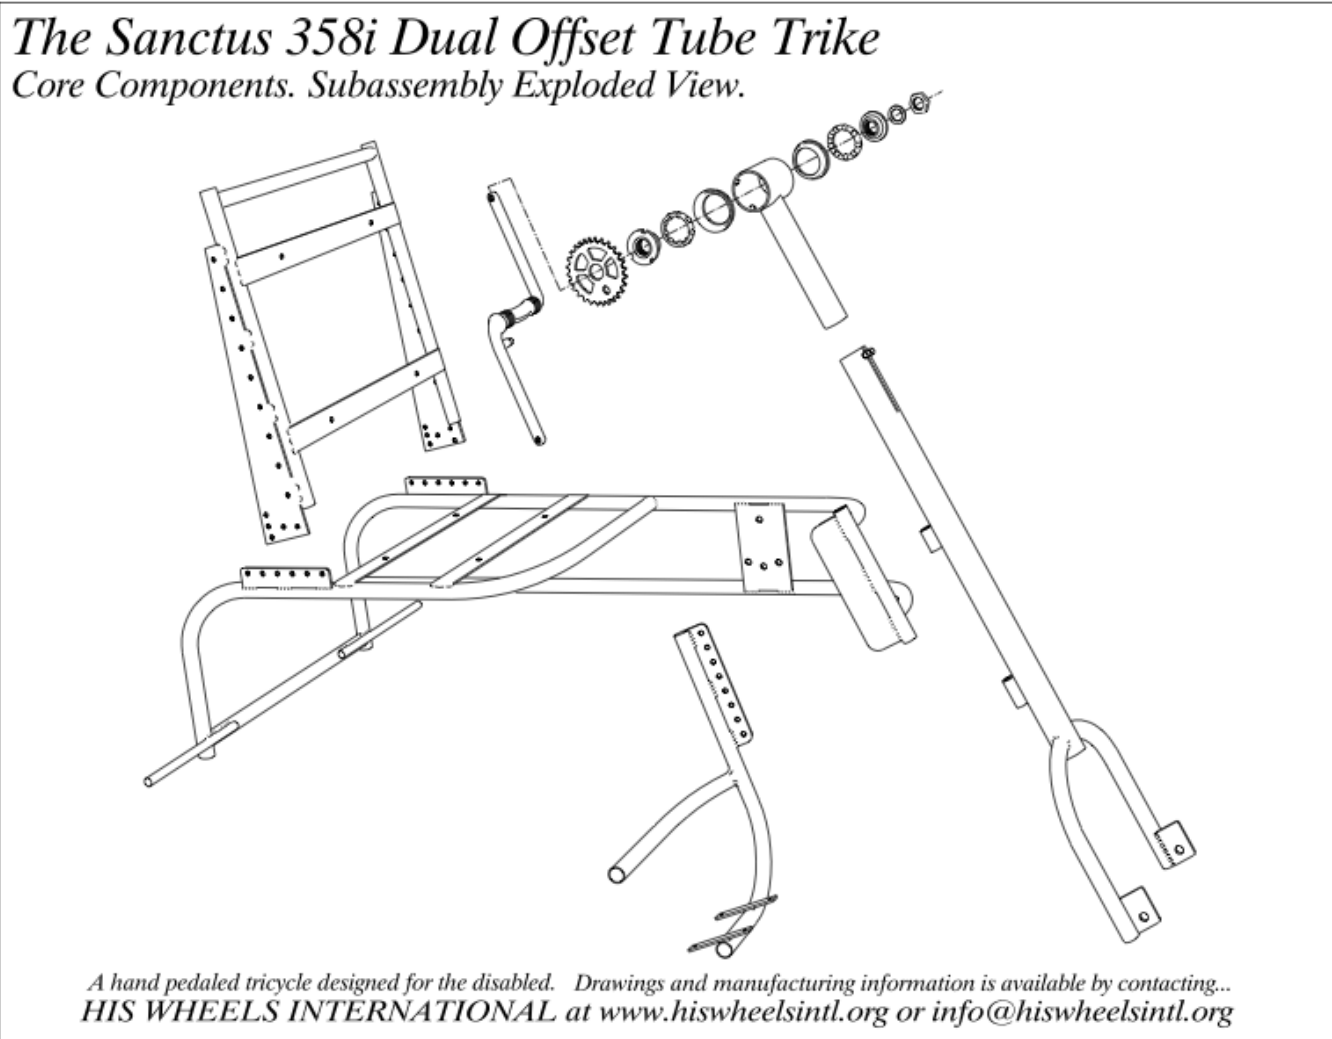 The Sanctus 358i Dual Offset Tube Trike
Core Components. Subassembly Exploded View.
A hand pedaled tricycle designed for the disabled. Drawings and manufacturing information is available by contacting...
HIS WHEELS INTERNATIONAL at www.hiswheelsintl.org or info@hiswheelsintl.org